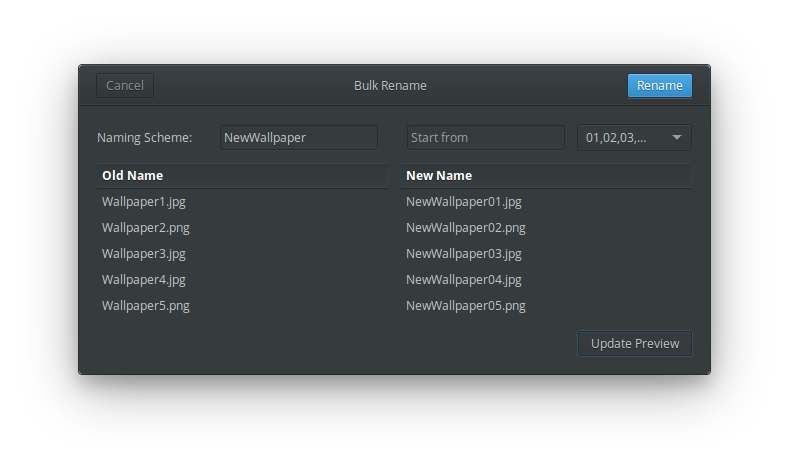 Cancel Bulk Rename Rename
Naming Scheme: NewWallpaper Start from 01,02,03,...
Old Name New Name
Wallpaper1.jpg NewWallpaper01.jpg
Wallpaper2.png NewWallpaper02.png
Wallpaper3.jpg NewWallpaper03.jpg
Wallpaper4.jpg NewWallpaper04.jpg
Wallpaper5.png NewWallpaper05.png
Update Preview